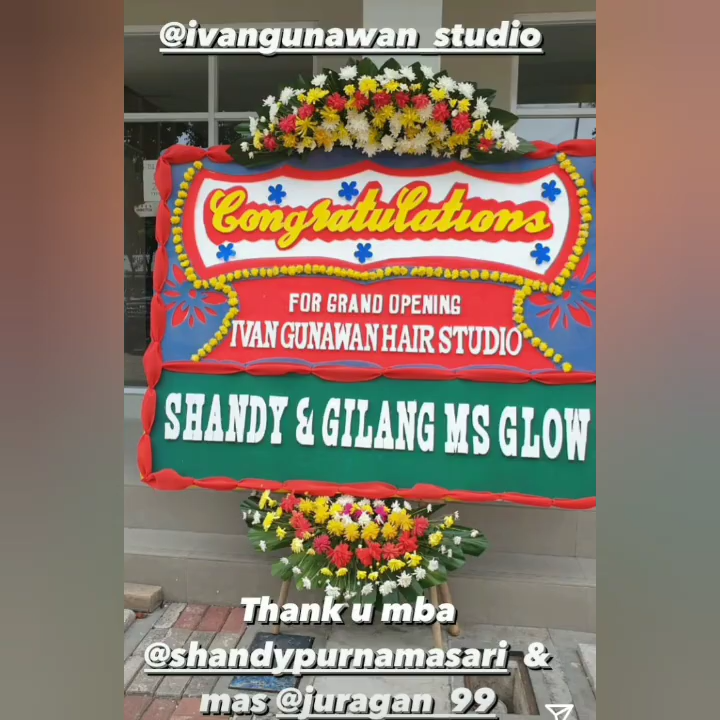 @ivangunawan_studio
Congratulations
FOR GRAND OPENING
IVAN GUNAWAN HAIR STUDIO
SHANDY & GILANG MS GLOW
Thank u mba
@shandypurnamasari &
mas @juragan_99